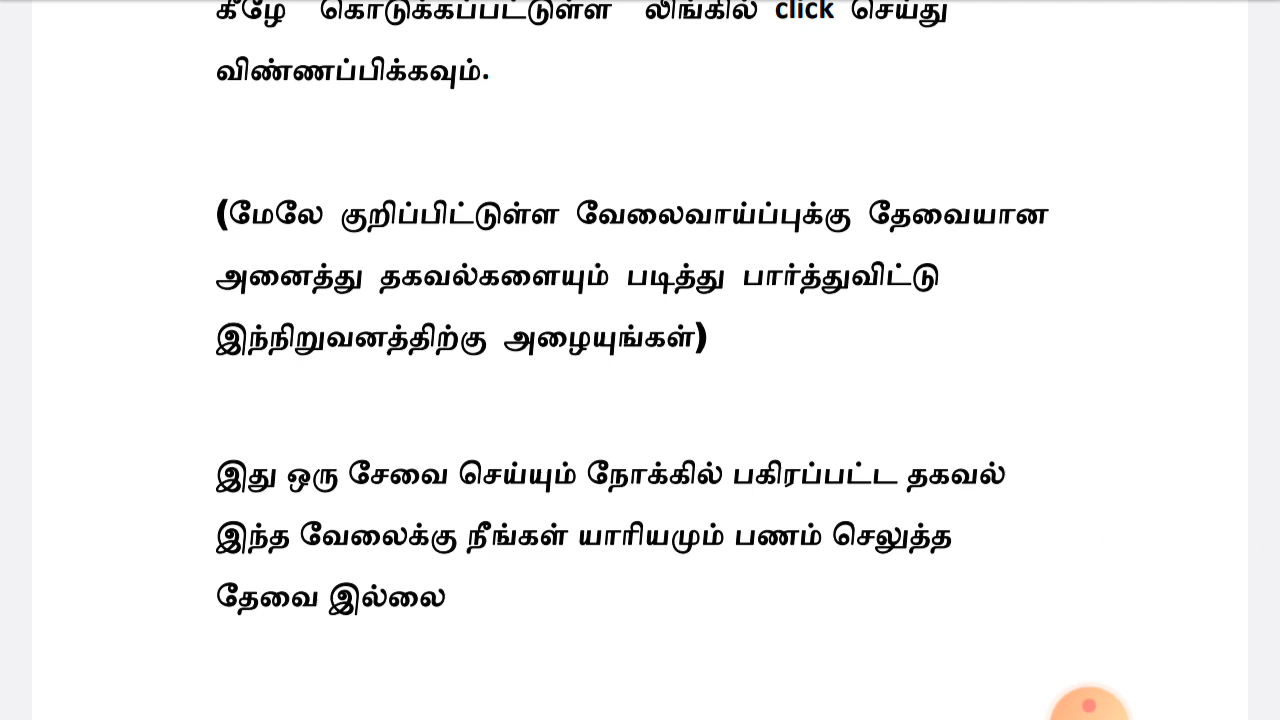 கீழே கொடுக்கப்பட்டுள்ள லிங்கில் click செய்து
விண்ணப்பிக்கவும்.
(மேலே குறிப்பிட்டுள்ள வேலைவாய்ப்புக்கு தேவையான
அனைத்து தகவல்களையும் படித்து பார்த்துவிட்டு
இந்நிறுவனத்திற்கு அழையுங்கள்)
இது ஒரு சேவை செய்யும் நோக்கில் பகிரப்பட்ட தகவல்
இந்த வேலைக்கு நீங்கள் யாரியமும் பணம் செலுத்த
தேவை இல்லை